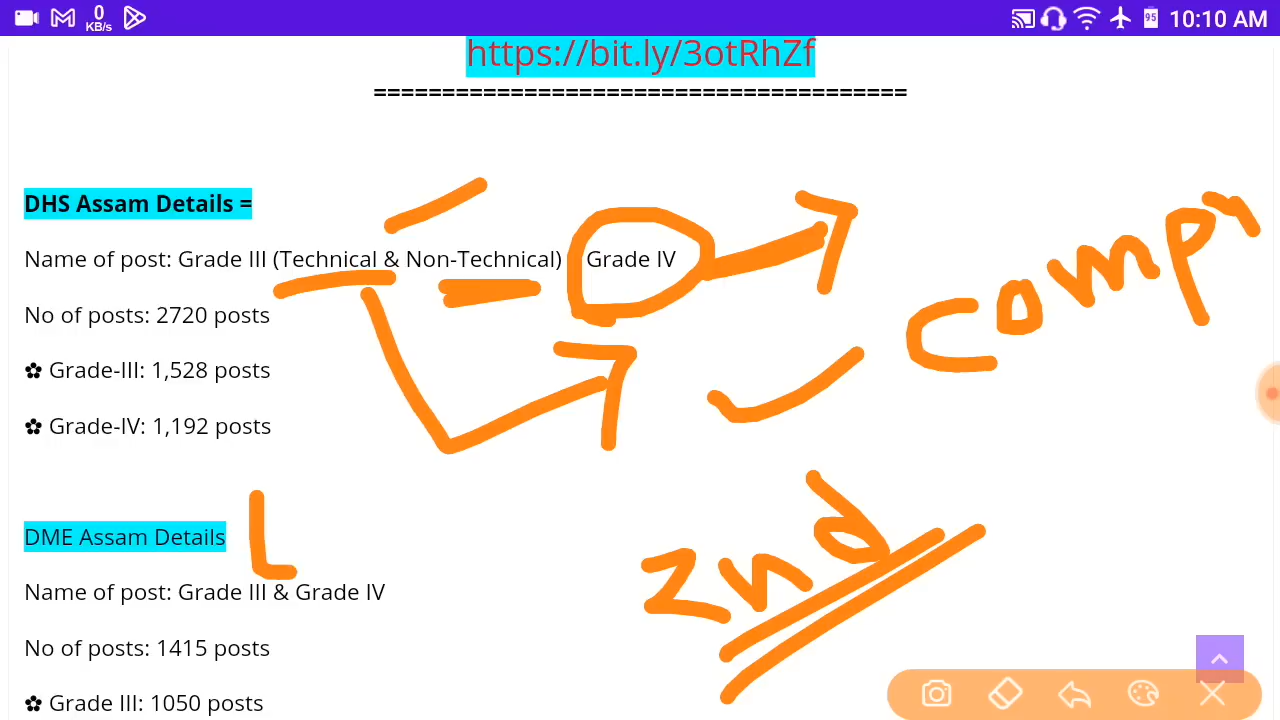 0
KB/s
95
10:10 AM
https://bit.ly/3otRhZf
=======================================
DHS Assam Details =
Name of post: Grade III (Technical & Non-Technical) Grade IV
No of posts: 2720 posts
✿ Grade-III: 1,528 posts
comp
✿ Grade-IV: 1,192 posts
2nd
DME Assam Details
Name of post: Grade III & Grade IV
No of posts: 1415 posts
✿ Grade III: 1050 posts